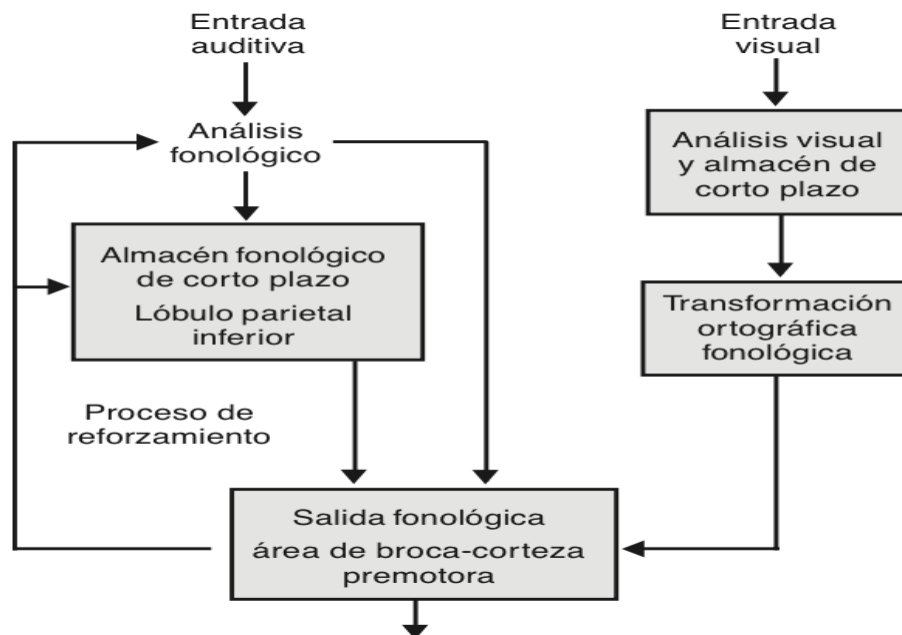 Entrada
auditiva
Análisis
fonológico
Almacén fonológico
de corto plazo
Lóbulo parietal
inferior
Proceso de
reforzamiento
Entrada
visual
Análisis visual
y almacén de
corto plazo
Transformación
ortográfica
fonológica
Salida fonológica
área de broca-corteza
premotora